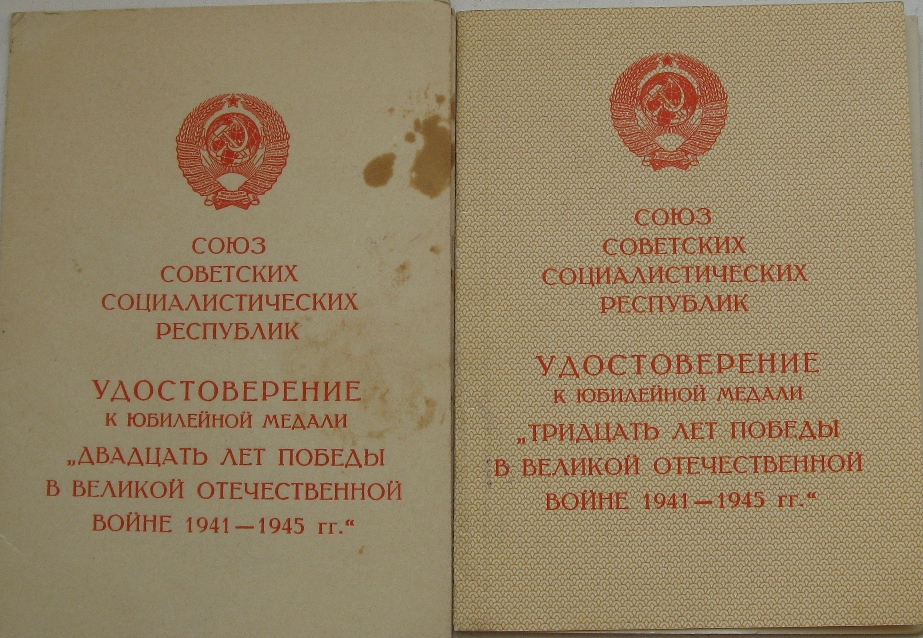 СОЮЗ
СОВЕТСКИХ
СОЦИАЛИСТИЧЕСКИХ
РЕСПУБЛИК
УДОСТОВЕРЕНИЕ
К ЮБИЛЕЙНОЙ МЕДАЛИ
„ДВАДЦАТЬ ЛЕТ ПОБЕДЫ
В ВЕЛИКОЙ ОТЕЧЕСТВЕННОЙ
ВОЙНЕ 1941—1945 гг.“
СОЮЗ
СОВЕТСКИХ
СОЦИАЛИСТИЧЕСКИХ
РЕСПУБЛИК
УДОСТОВЕРЕНИЕ
К ЮБИЛЕЙНОЙ МЕДАЛИ
„ТРИДЦАТЬ ЛЕТ ПОБЕДЫ
В ВЕЛИКОЙ ОТЕЧЕСТВЕННОЙ
ВОЙНЕ 1941—1945 гг.“